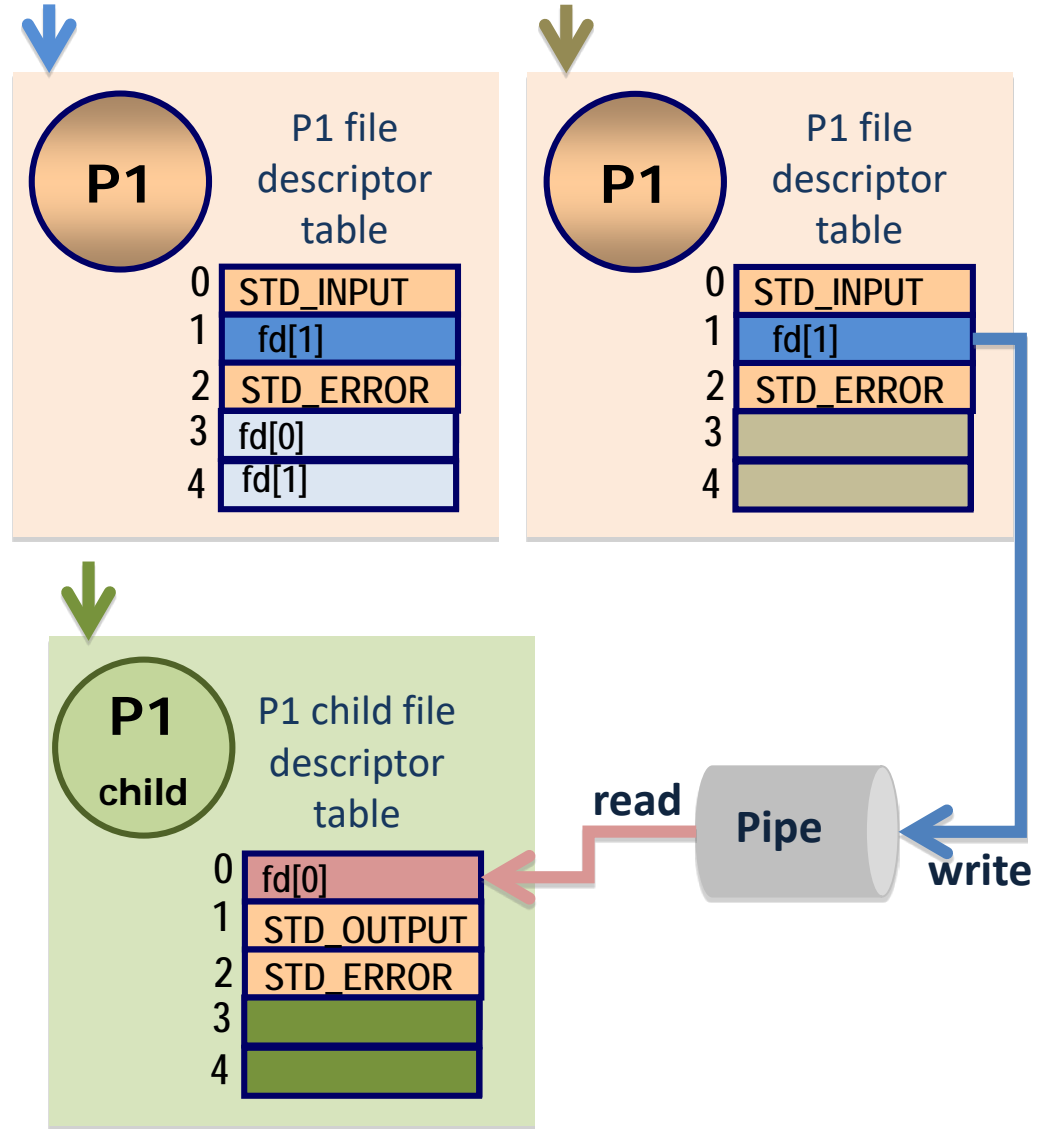 P1
P1 file
descriptor
table
0 STD_INPUT
1 fd[1]
2 STD_ERROR
3 fd[0]
4 fd[1]
P1
P1 file
descriptor
table
0 STD_INPUT
1 fd[1]
2 STD_ERROR
3
4
P1
child
P1 child file
descriptor
table
0 fd[0]
1 STD_OUTPUT
2 STD_ERROR
3
4
read
Pipe
write